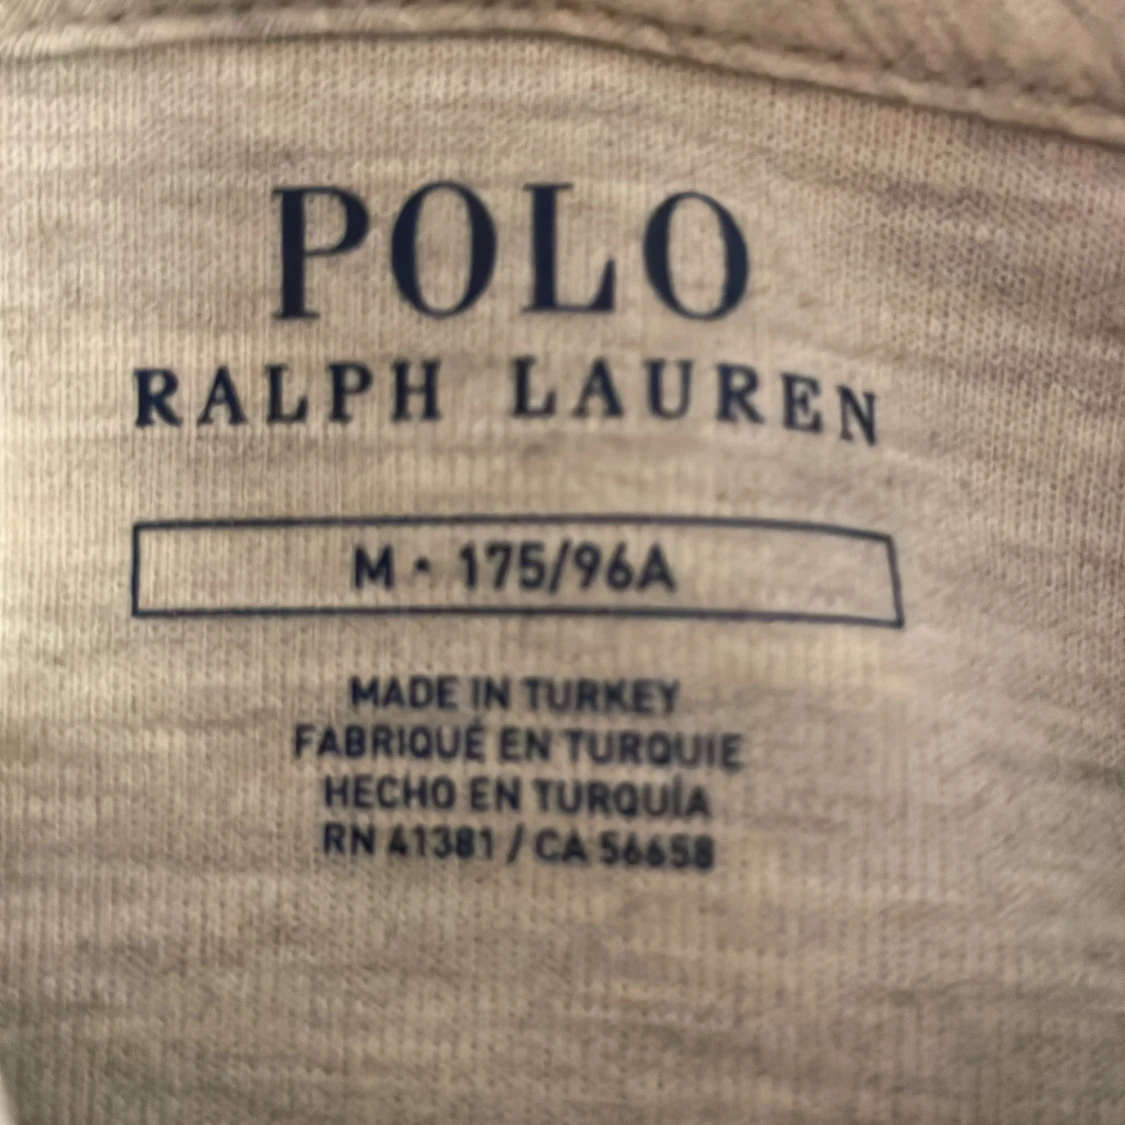 POLO
RALPH LAUREN
M • 175/96A
MADE IN TURKEY
FABRIQUÉ EN TURQUIE
HECHO EN TURQUÍA
RN 41381 / CA 56658